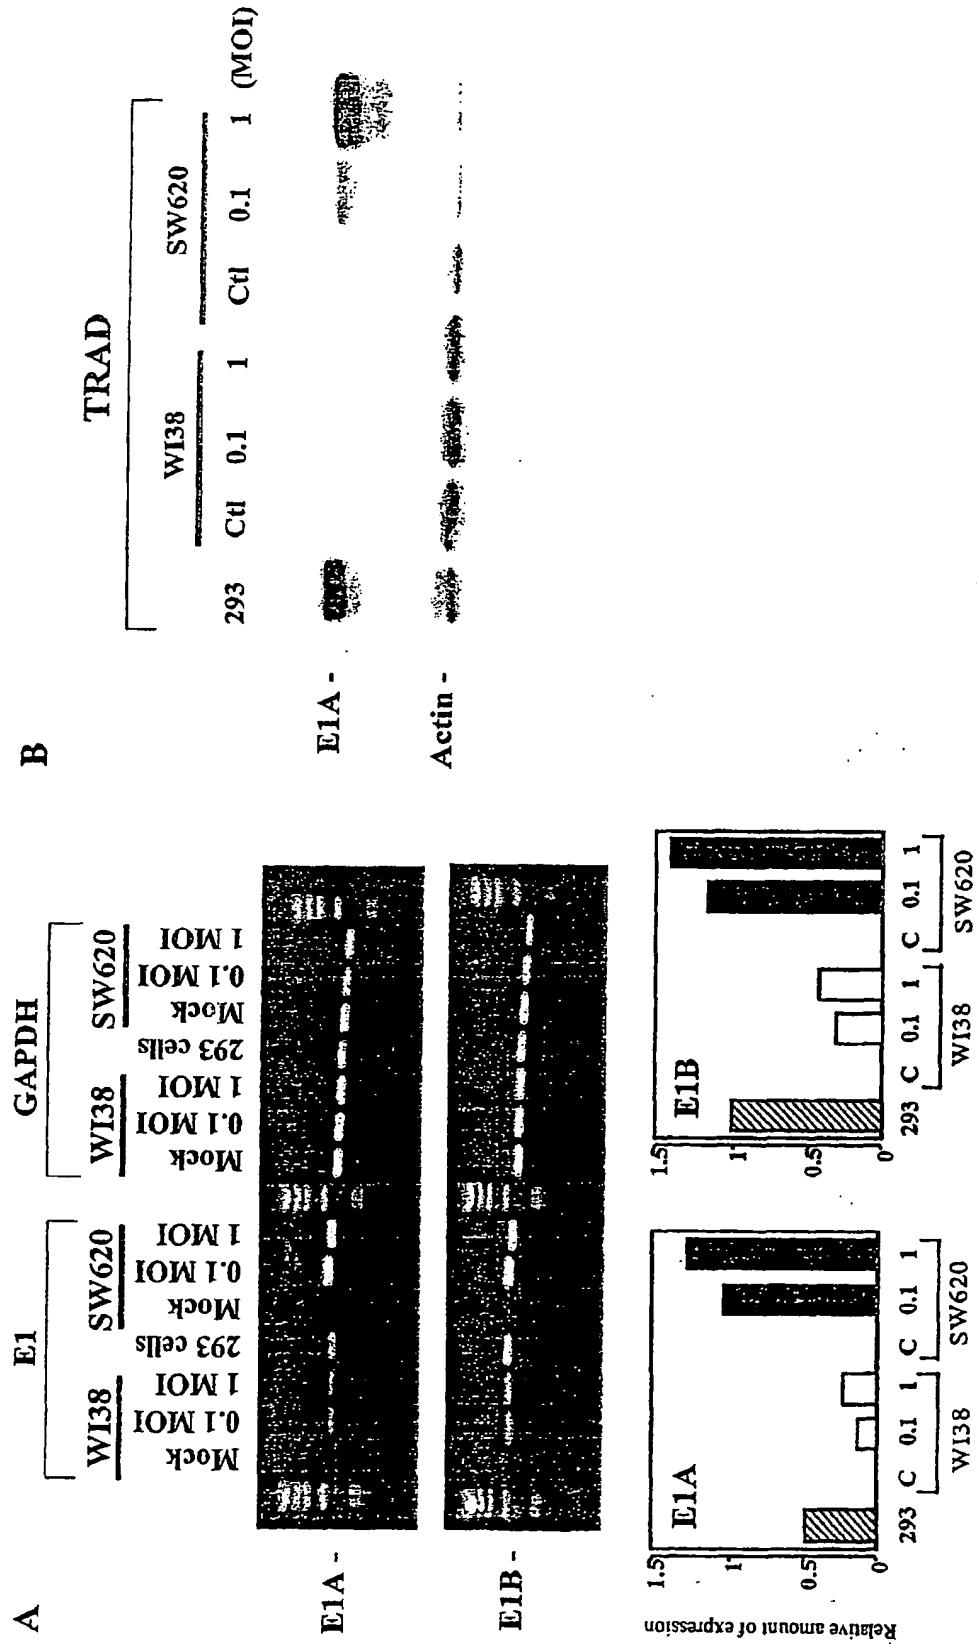 A
E1
GAPDH
WI38
SW620
WI38
SW620
Mock
0.1 MOI
1 MOI
293 cells
Mock
0.1 MOI
1 MOI
Mock
0.1 MOI
1 MOI
293 cells
Mock
0.1 MOI
1 MOI
E1A -
E1B -
Relative amount of expression
E1A
1.5
1
0.5
0
293 C 0.1 1 C 0.1 1
WI38 SW620
E1B
1.5
1
0.5
0
293 C 0.1 1 C 0.1 1
WI38 SW620
B
TRAD
WI38 SW620
293 Ctl 0.1 1 Ctl 0.1 1 (MOI)
E1A -
Actin -